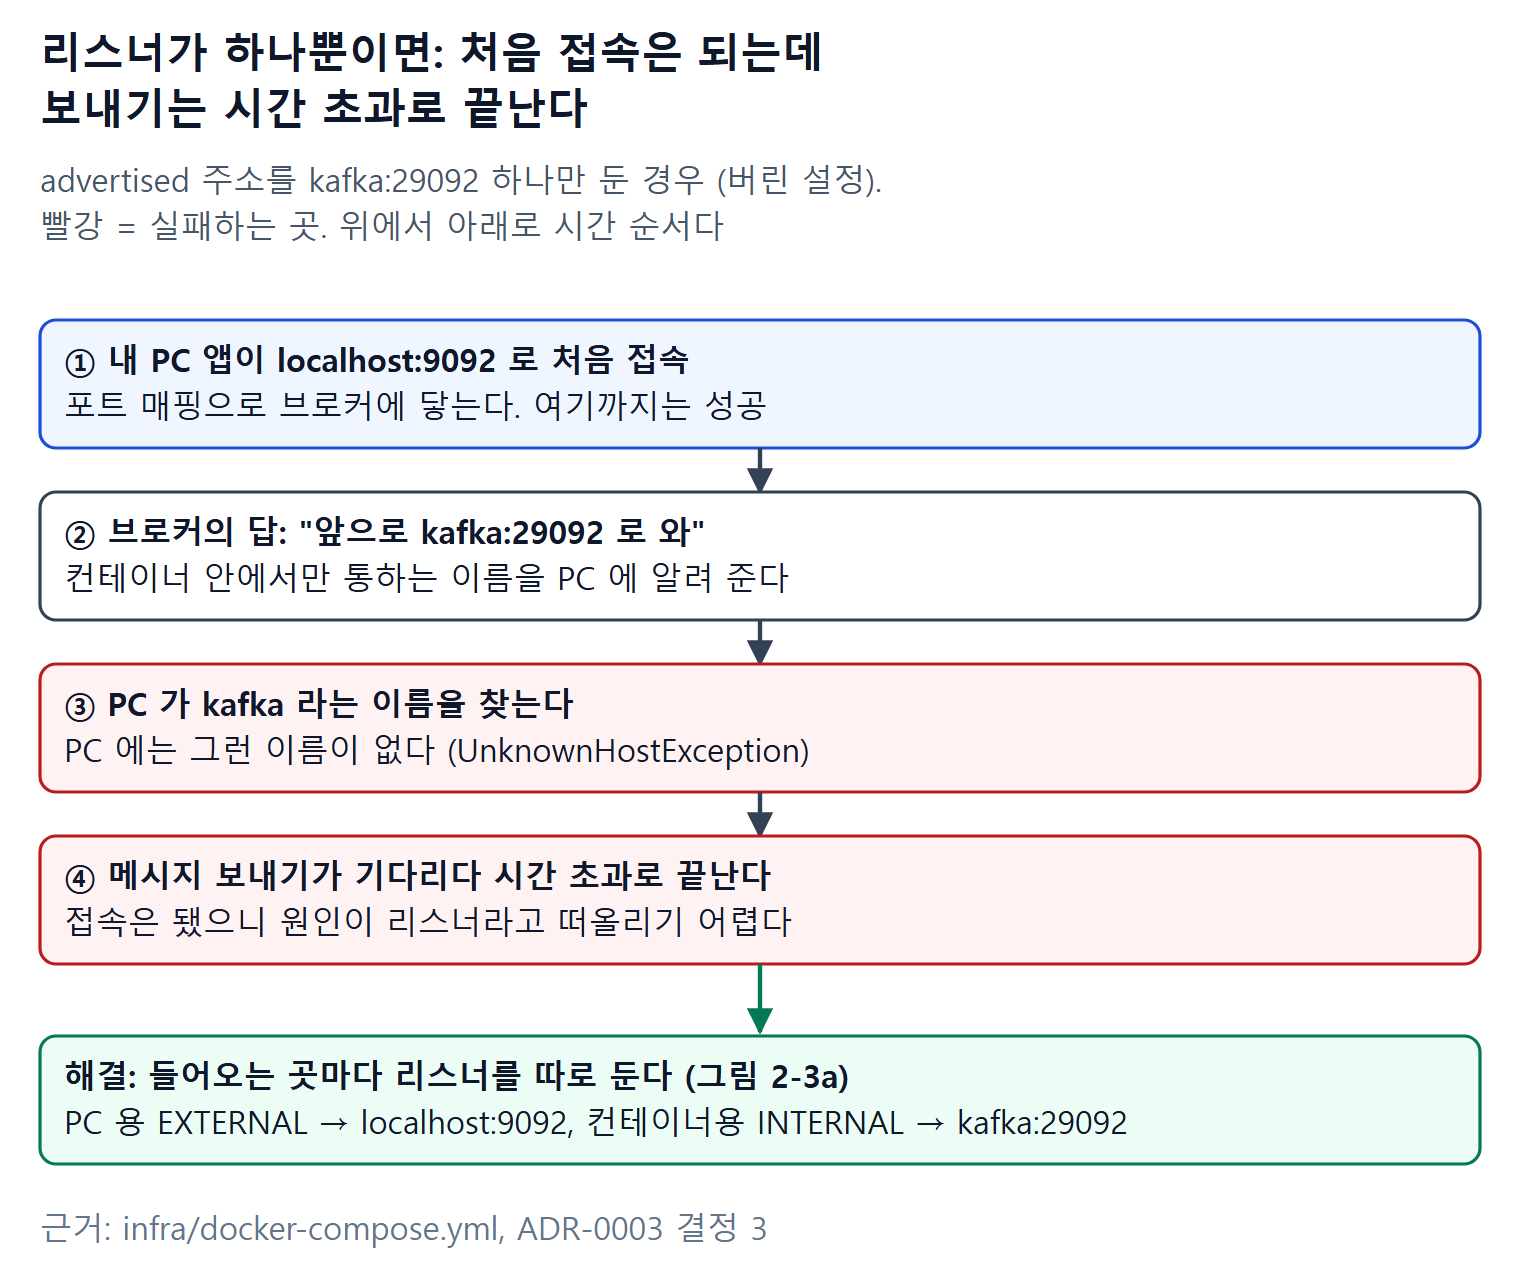 리스너가 하나뿐이면: 처음 접속은 되는데
보내기는 시간 초과로 끝난다
advertised 주소를 kafka:29092 하나만 둔 경우 (버린 설정).
빨강 = 실패하는 곳. 위에서 아래로 시간 순서다
① 내 PC 앱이 localhost:9092 로 처음 접속
포트 매핑으로 브로커에 닿는다. 여기까지는 성공
② 브로커의 답: "앞으로 kafka:29092 로 와"
컨테이너 안에서만 통하는 이름을 PC 에 알려 준다
③ PC 가 kafka 라는 이름을 찾는다
PC 에는 그런 이름이 없다 (UnknownHostException)
④ 메시지 보내기가 기다리다 시간 초과로 끝난다
접속은 됐으니 원인이 리스너라고 떠올리기 어렵다
해결: 들어오는 곳마다 리스너를 따로 둔다 (그림 2-3a)
PC 용 EXTERNAL → localhost:9092, 컨테이너용 INTERNAL → kafka:29092
근거: infra/docker-compose.yml, ADR-0003 결정 3